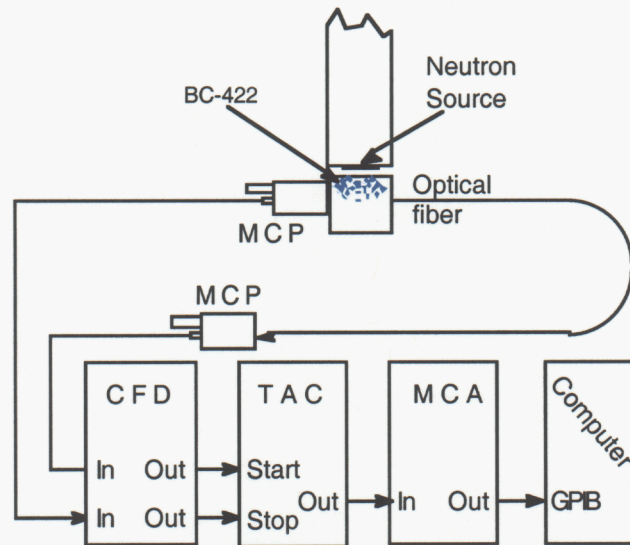 Neutron
Source
BC-422
Optical
fiber
MCP
MCP
CFD
TAC
MCA
Computer
In Out
Start
Out
In Out
GPIB
In Out
Stop